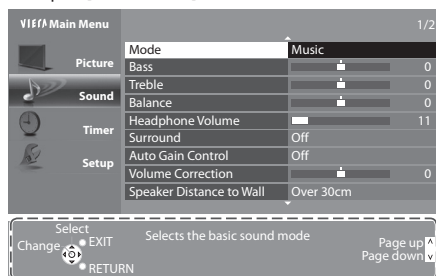 VIErA Main Menu 1/2
Picture
Sound
Timer
Setup
Mode Music
Bass 0
Treble 0
Balance 0
Headphone Volume 11
Surround Off
Auto Gain Control Off
Volume Correction 0
Speaker Distance to Wall Over 30cm
Select
Change
EXIT
RETURN
Selects the basic sound mode
Page up
Page down